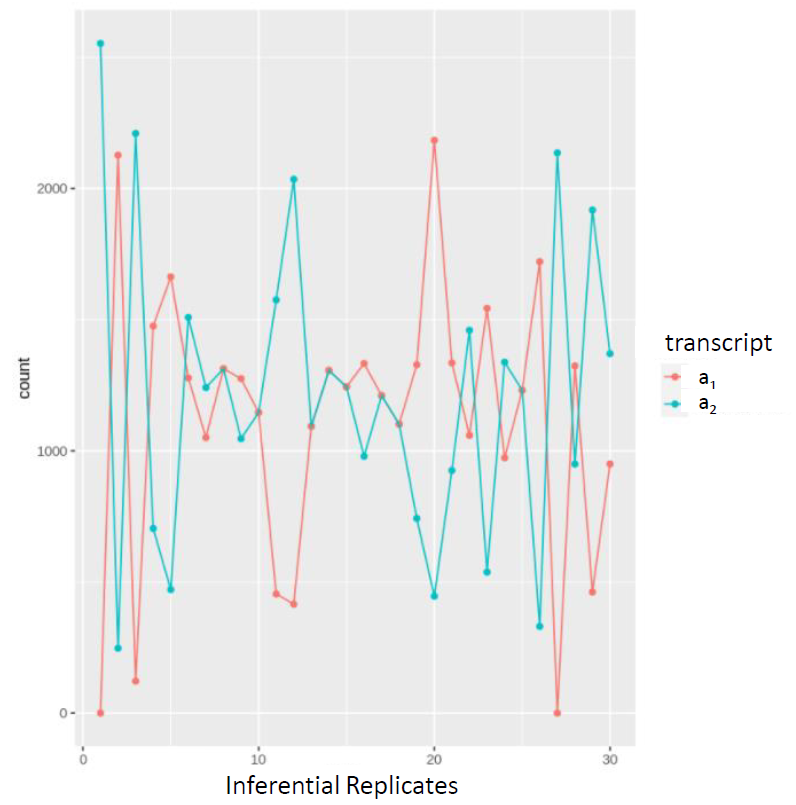 2000
1000
0
count
0
10
20
30
Inferential Replicates
transcript
a₁
a₂